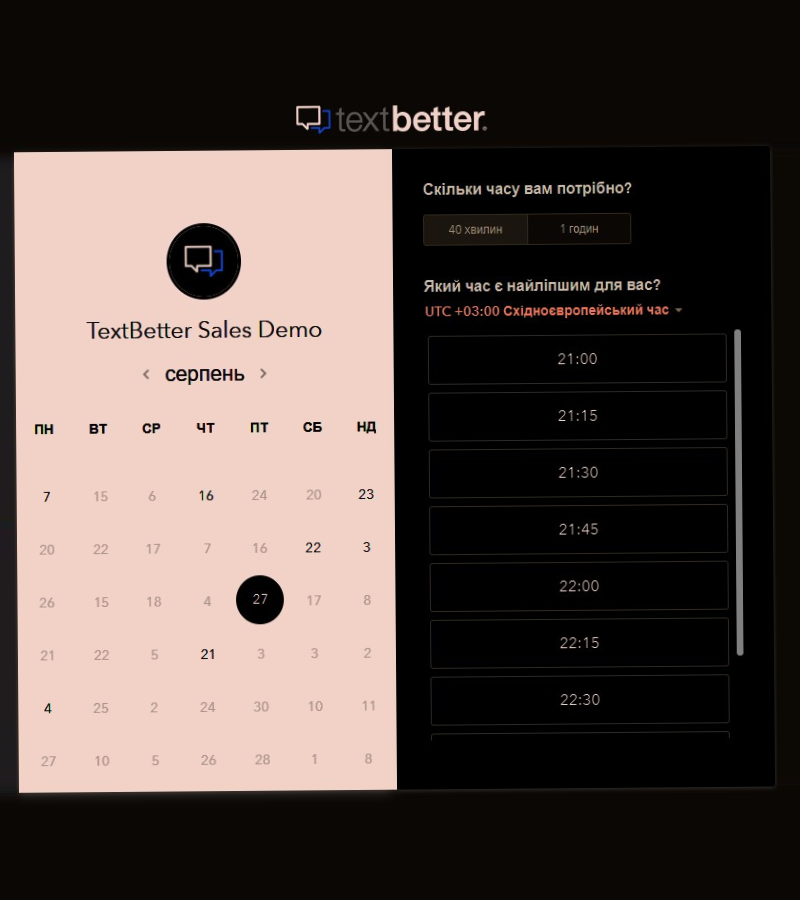 textbetter.
TextBetter Sales Demo
серпень
ПН ВТ СР ЧТ ПТ СБ НД
7 15 6 16 24 20 23
20 22 17 7 16 22 3
26 15 18 4 27 17 8
21 22 5 21 3 3 2
4 25 2 24 30 10 11
27 10 5 26 28 1 8
Скільки часу вам потрібно?
40 хвилин 1 годин
Який час є найліпшим для вас?
UTC +03:00 Східноєвропейський час
21:00
21:15
21:30
21:45
22:00
22:15
22:30